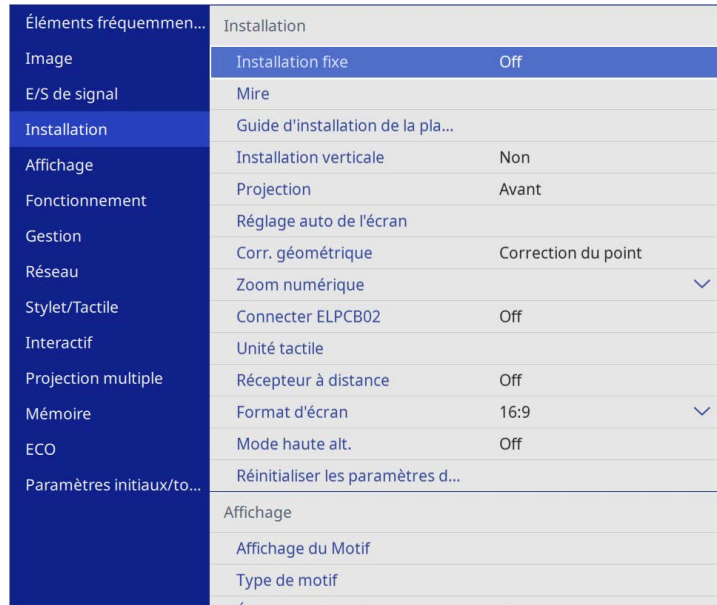 Éléments fréquemmen...
Image
E/S de signal
Installation
Affichage
Fonctionnement
Gestion
Réseau
Stylet/Tactile
Interactif
Projection multiple
Mémoire
ECO
Paramètres initiaux/to...
Installation
Installation fixe Off
Mire
Guide d'installation de la pla...
Installation verticale Non
Projection Avant
Réglage auto de l'écran
Corr. géométrique Correction du point
Zoom numérique
Connecter ELPCB02 Off
Unité tactile
Récepteur à distance Off
Format d'écran 16:9
Mode haute alt. Off
Réinitialiser les paramètres d...
Affichage
Affichage du Motif
Type de motif